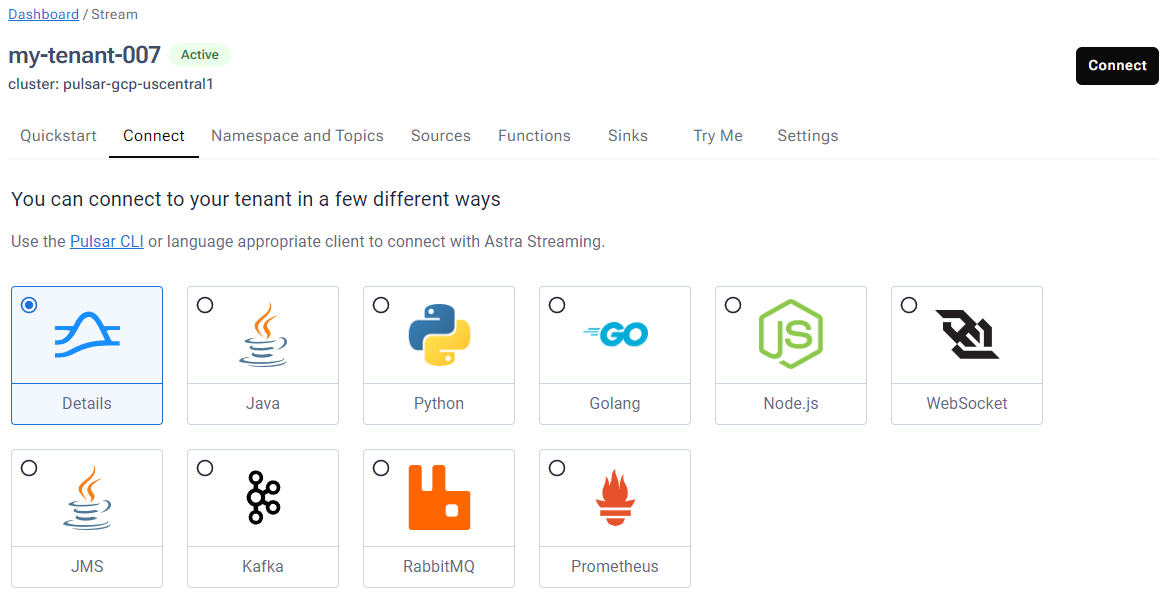 Dashboard / Stream
my-tenant-007 Active
cluster: pulsar-gcp-uscentral1
Connect
Quickstart Connect Namespace and Topics Sources Functions Sinks Try Me Settings
You can connect to your tenant in a few different ways
Use the Pulsar CLI or language appropriate client to connect with Astra Streaming.
GO JS
Details Java Python Golang Node.js WebSocket
JMS Kafka RabbitMQ Prometheus